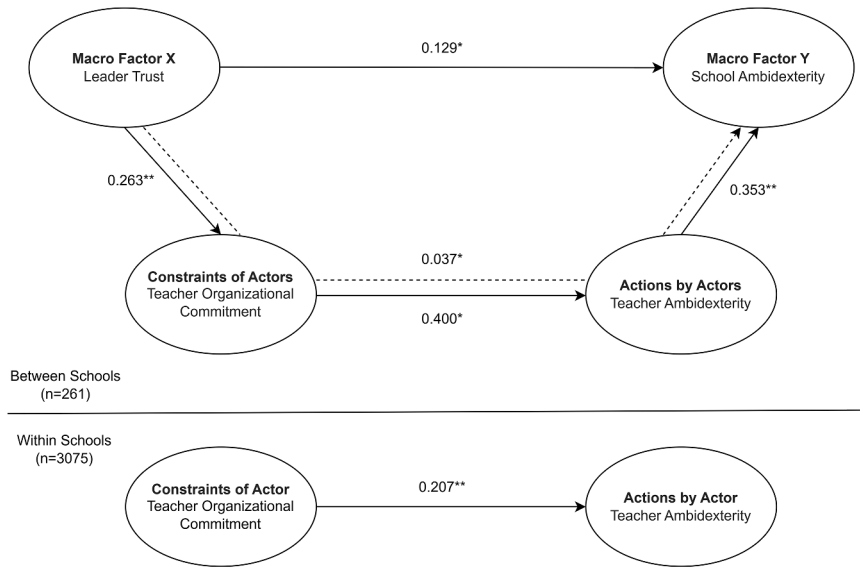 Macro Factor X
Leader Trust
0.129*
Macro Factor Y
School Ambidexterity
0.263**
0.353**
Constraints of Actors
Teacher Organizational
Commitment
0.037*
0.400*
Actions by Actors
Teacher Ambidexterity
Between Schools
(n=261)
Within Schools
(n=3075)
Constraints of Actor
Teacher Organizational
Commitment
0.207**
Actions by Actor
Teacher Ambidexterity